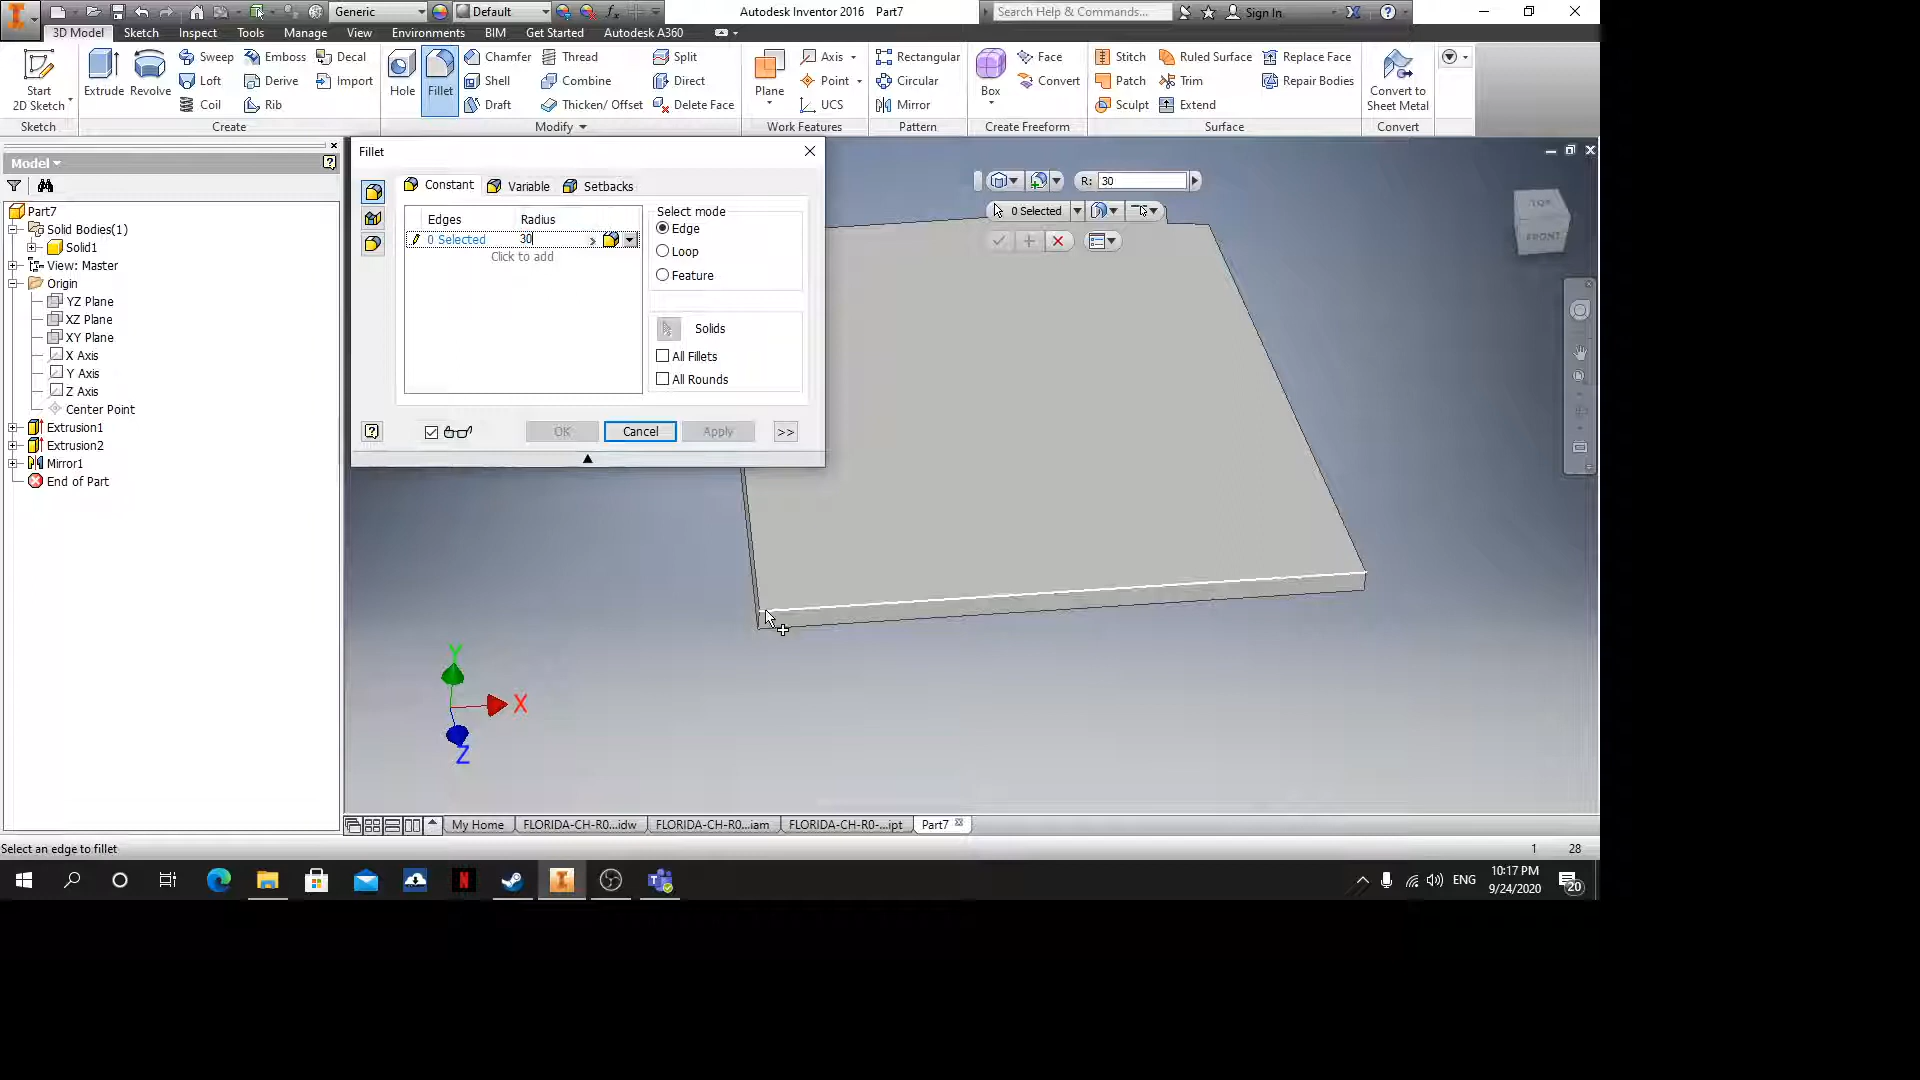 Generic
Default
Autodesk Inventor 2016 Part7
Search Help & Commands...
Sign In
3D Model Sketch Inspect Tools Manage View Environments BIM Get Started Autodesk A360
Start
2D Sketch
Extrude
Revolve
Sweep
Loft
Coil
Emboss
Derive
Rib
Decal
Import
Hole
Fillet
Chamfer
Shell
Draft
Thread
Combine
Thicken/ Offset
Split
Direct
Delete Face
Plane
Axis
Point
UCS
Rectangular
Circular
Mirror
Box
Face
Convert
Stitch
Patch
Sculpt
Ruled Surface
Trim
Extend
Replace Face
Repair Bodies
Convert to
Sheet Metal
Sketch Create Modify Work Features Pattern Create Freeform Surface Convert
Model
Part7
Solid Bodies(1)
Solid1
View: Master
Origin
YZ Plane
XZ Plane
XY Plane
X Axis
Y Axis
Z Axis
Center Point
Extrusion1
Extrusion2
Mirror1
End of Part
Fillet
Constant Variable Setbacks
Edges Radius
0 Selected 30
Click to add
Select mode
Edge
Loop
Feature
Solids
All Fillets
All Rounds
OK Cancel Apply >>
R: 30
0 Selected
TOP
FRONT
Y
X
Z
My Home FLORIDA-CH-R0...idw FLORIDA-CH-R0...iam FLORIDA-CH-R0-...ipt Part7
Select an edge to fillet 1 28
ENG
10:17 PM
9/24/2020
20